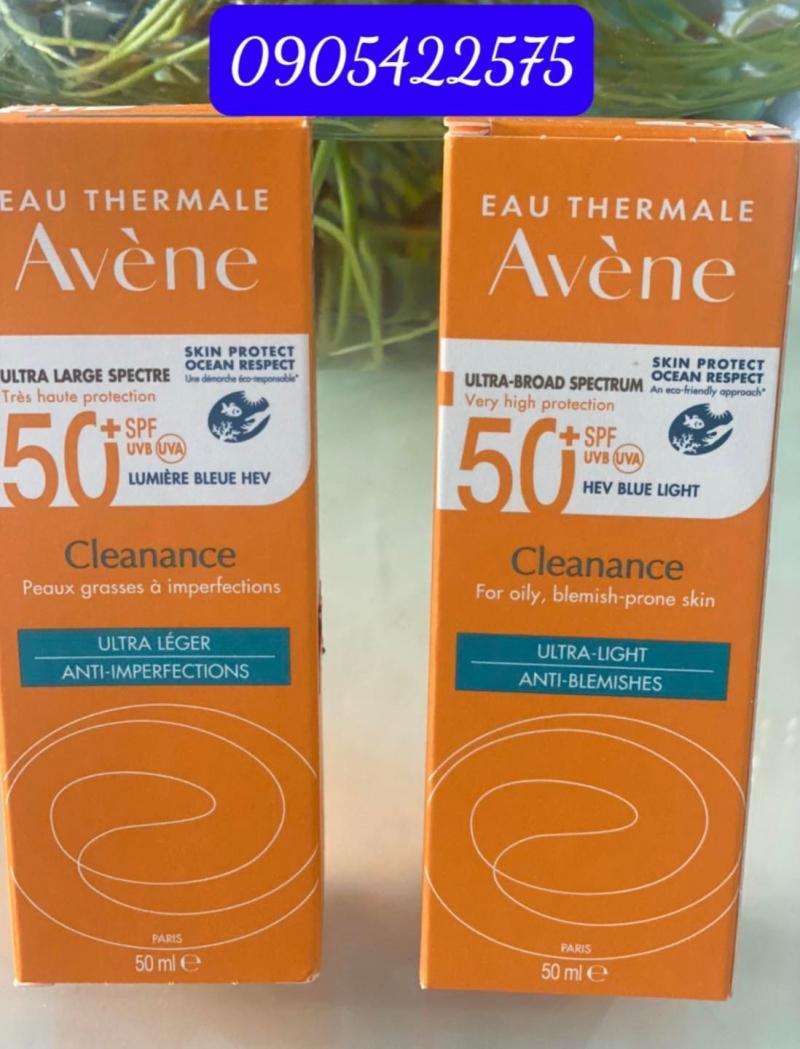 0905422575
EAU THERMALE
Avène
ULTRA LARGE SPECTRE
Très haute protection
50+ SPF
UVB UVA
LUMIÈRE BLEUE HEV
SKIN PROTECT
OCEAN RESPECT
Une démarche éco-responsable*
Cleanance
Peaux grasses à imperfections
ULTRA LÉGER
ANTI-IMPERFECTIONS
PARIS
50 ml e
EAU THERMALE
Avène
ULTRA-BROAD SPECTRUM
Very high protection
50+ SPF
UVB UVA
HEV BLUE LIGHT
SKIN PROTECT
OCEAN RESPECT
An eco-friendly approach*
Cleanance
For oily, blemish-prone skin
ULTRA-LIGHT
ANTI-BLEMISHES
PARIS
50 ml e